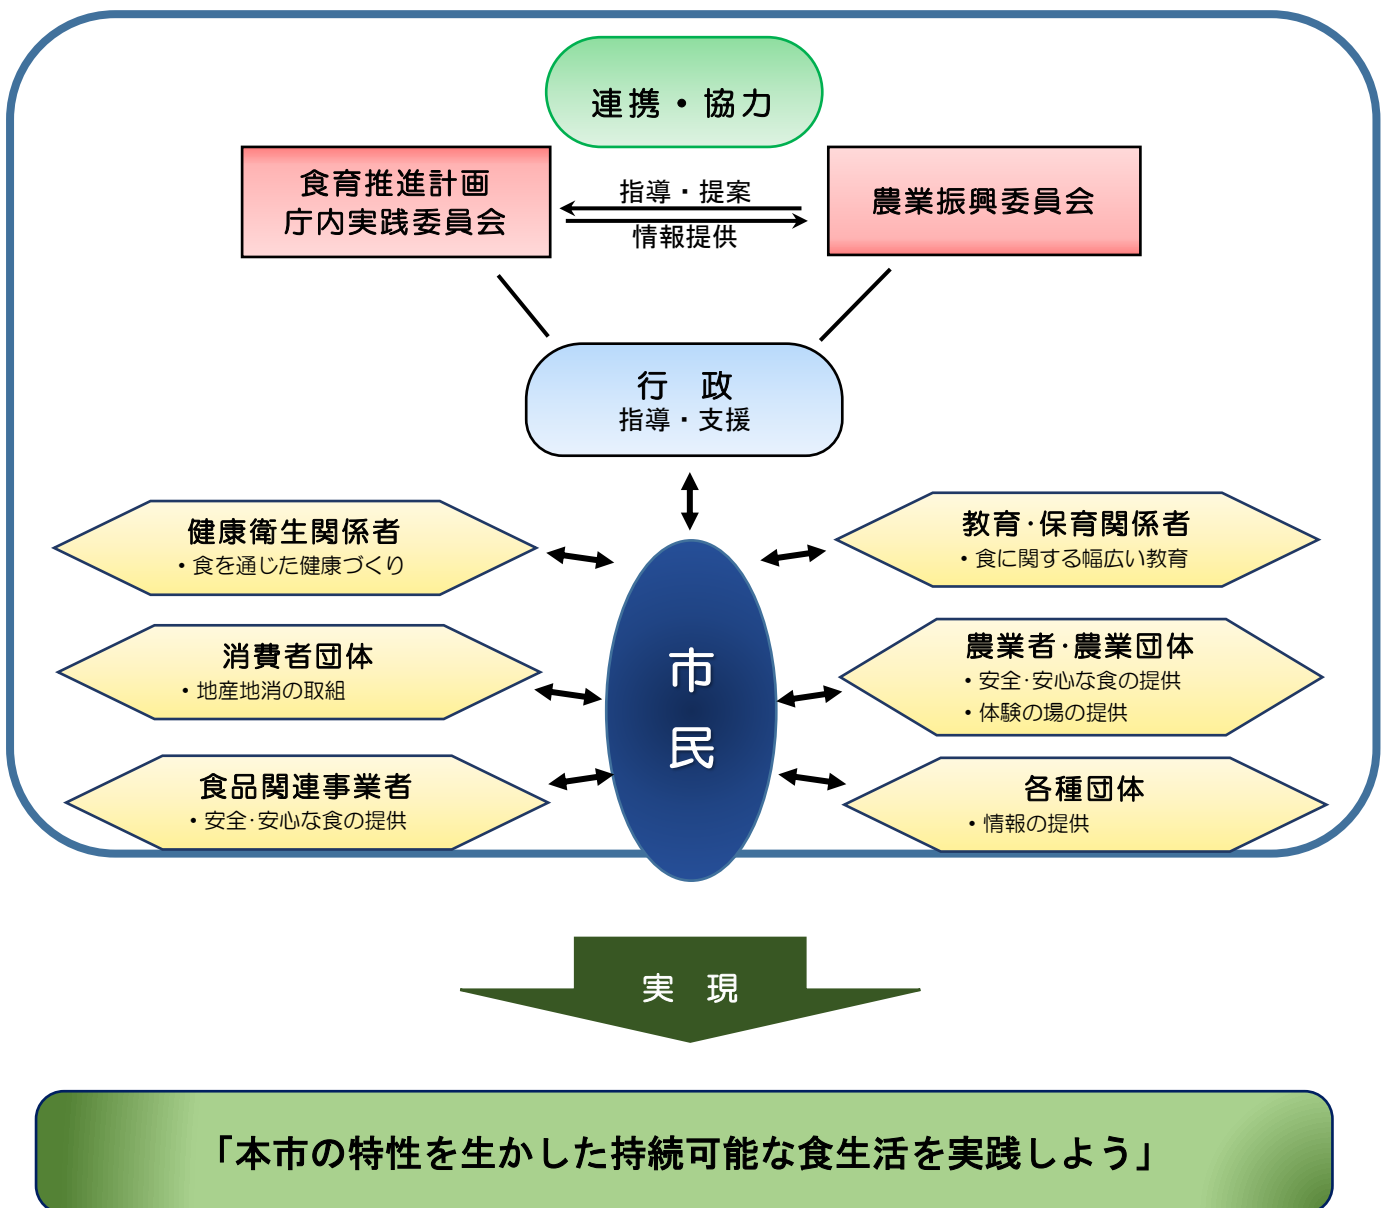 連携・協力
食育推進計画
庁内実践委員会
指導・提案
情報提供
農業振興委員会
行　政
指導・支援
健康衛生関係者
・食を通じた健康づくり
教育・保育関係者
・食に関する幅広い教育
消費者団体
・地産地消の取組
農業者・農業団体
・安全・安心な食の提供
・体験の場の提供
食品関連事業者
・安全・安心な食の提供
各種団体
・情報の提供
市
民
実　現
「本市の特性を生かした持続可能な食生活を実践しよう」